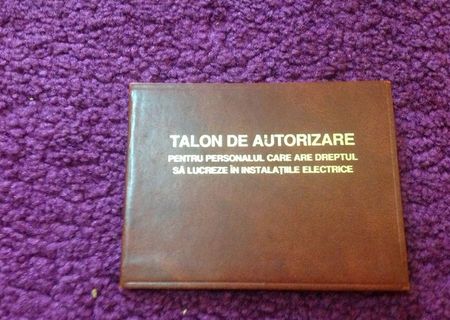 TALON DE AUTORIZARE
PENTRU PERSONALUL CARE ARE DREPTUL
SĂ LUCREZE ÎN INSTALAȚIILE ELECTRICE